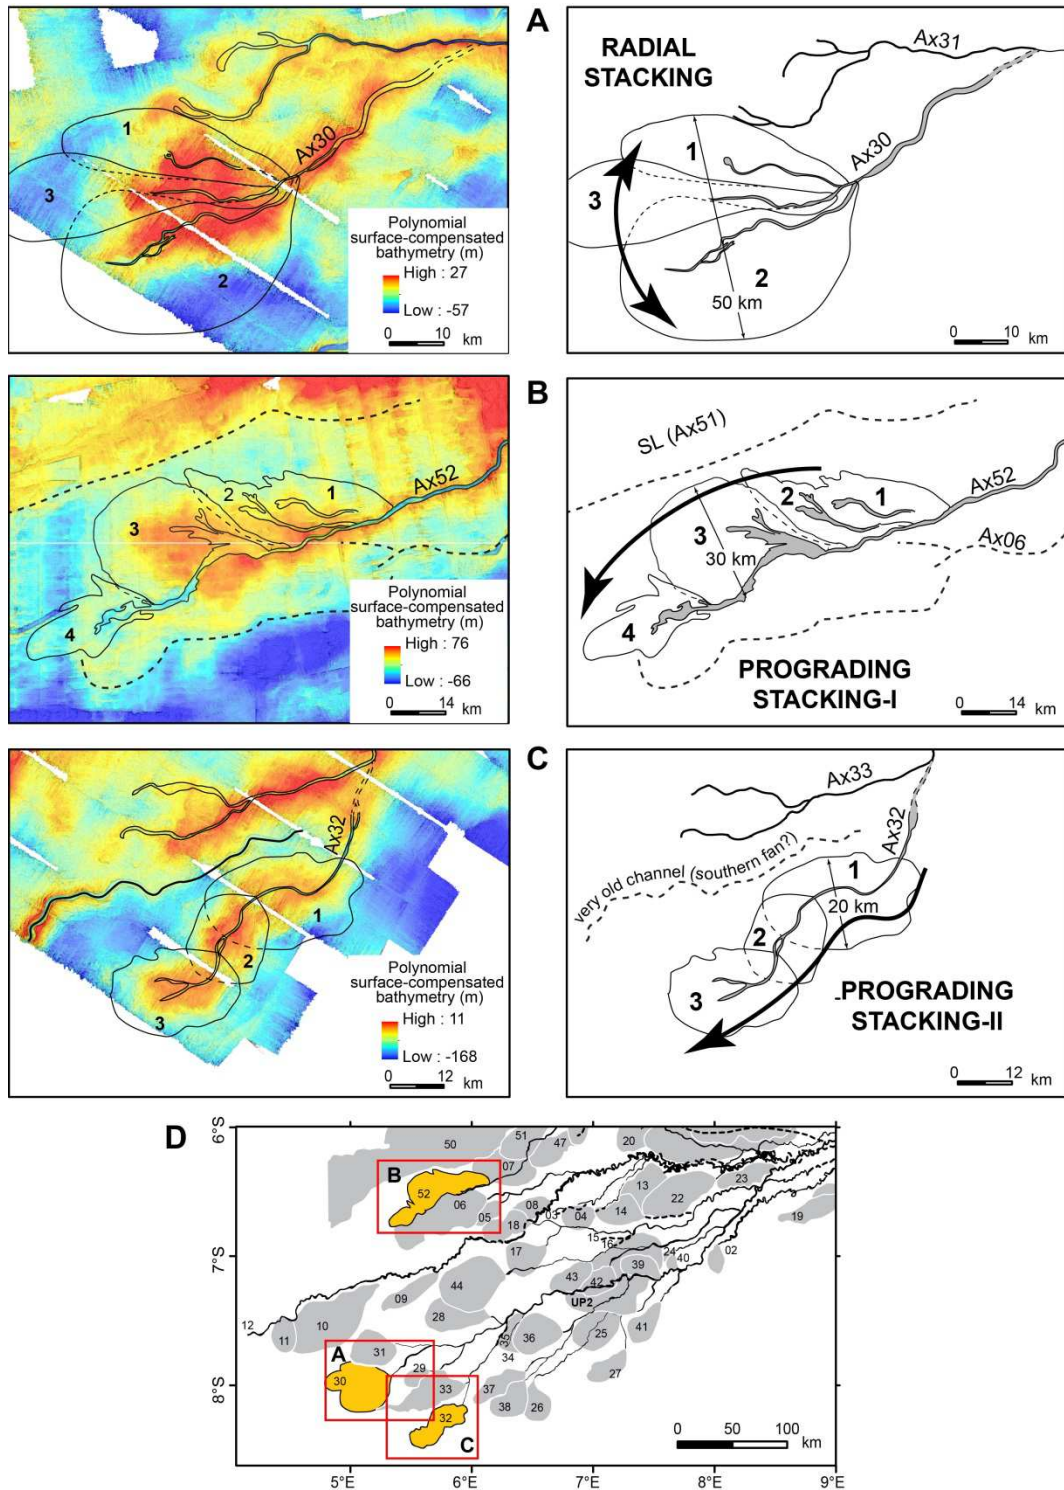 1
3
2
Ax30
Polynomial
surface-compensated
bathymetry (m)
High : 27
Low : -57
0 10
km
A
RADIAL
STACKING
Ax31
Ax30
1
3
2
50 km
0 10
km
2
1
3
4
Ax52
Polynomial
surface-compensated
bathymetry (m)
High : 76
Low : -66
0 14
km
B
SL (Ax51)
Ax52
Ax06
2
1
3
30 km
4
PROGRADING
STACKING-I
0 14
km
Ax32
1
2
3
Polynomial
surface-compensated
bathymetry (m)
High : 11
Low : -168
0 12
km
C
Ax33
Ax32
very old channel (southern fan?)
1
20 km
2
3
PROGRADING
STACKING-II
0 12
km
D
6°S
7°S
8°S
50
51
47
20
07
B
52
06
05
08
03
18
04
13
14
22
23
19
17
15
16
24
40
02
39
43
42
UP2
44
09
28
12
10
11
36
35
34
25
41
27
A
31
30
29
33
37
38
26
32
C
0 50 100
km
5°E 6°E 7°E 8°E 9°E